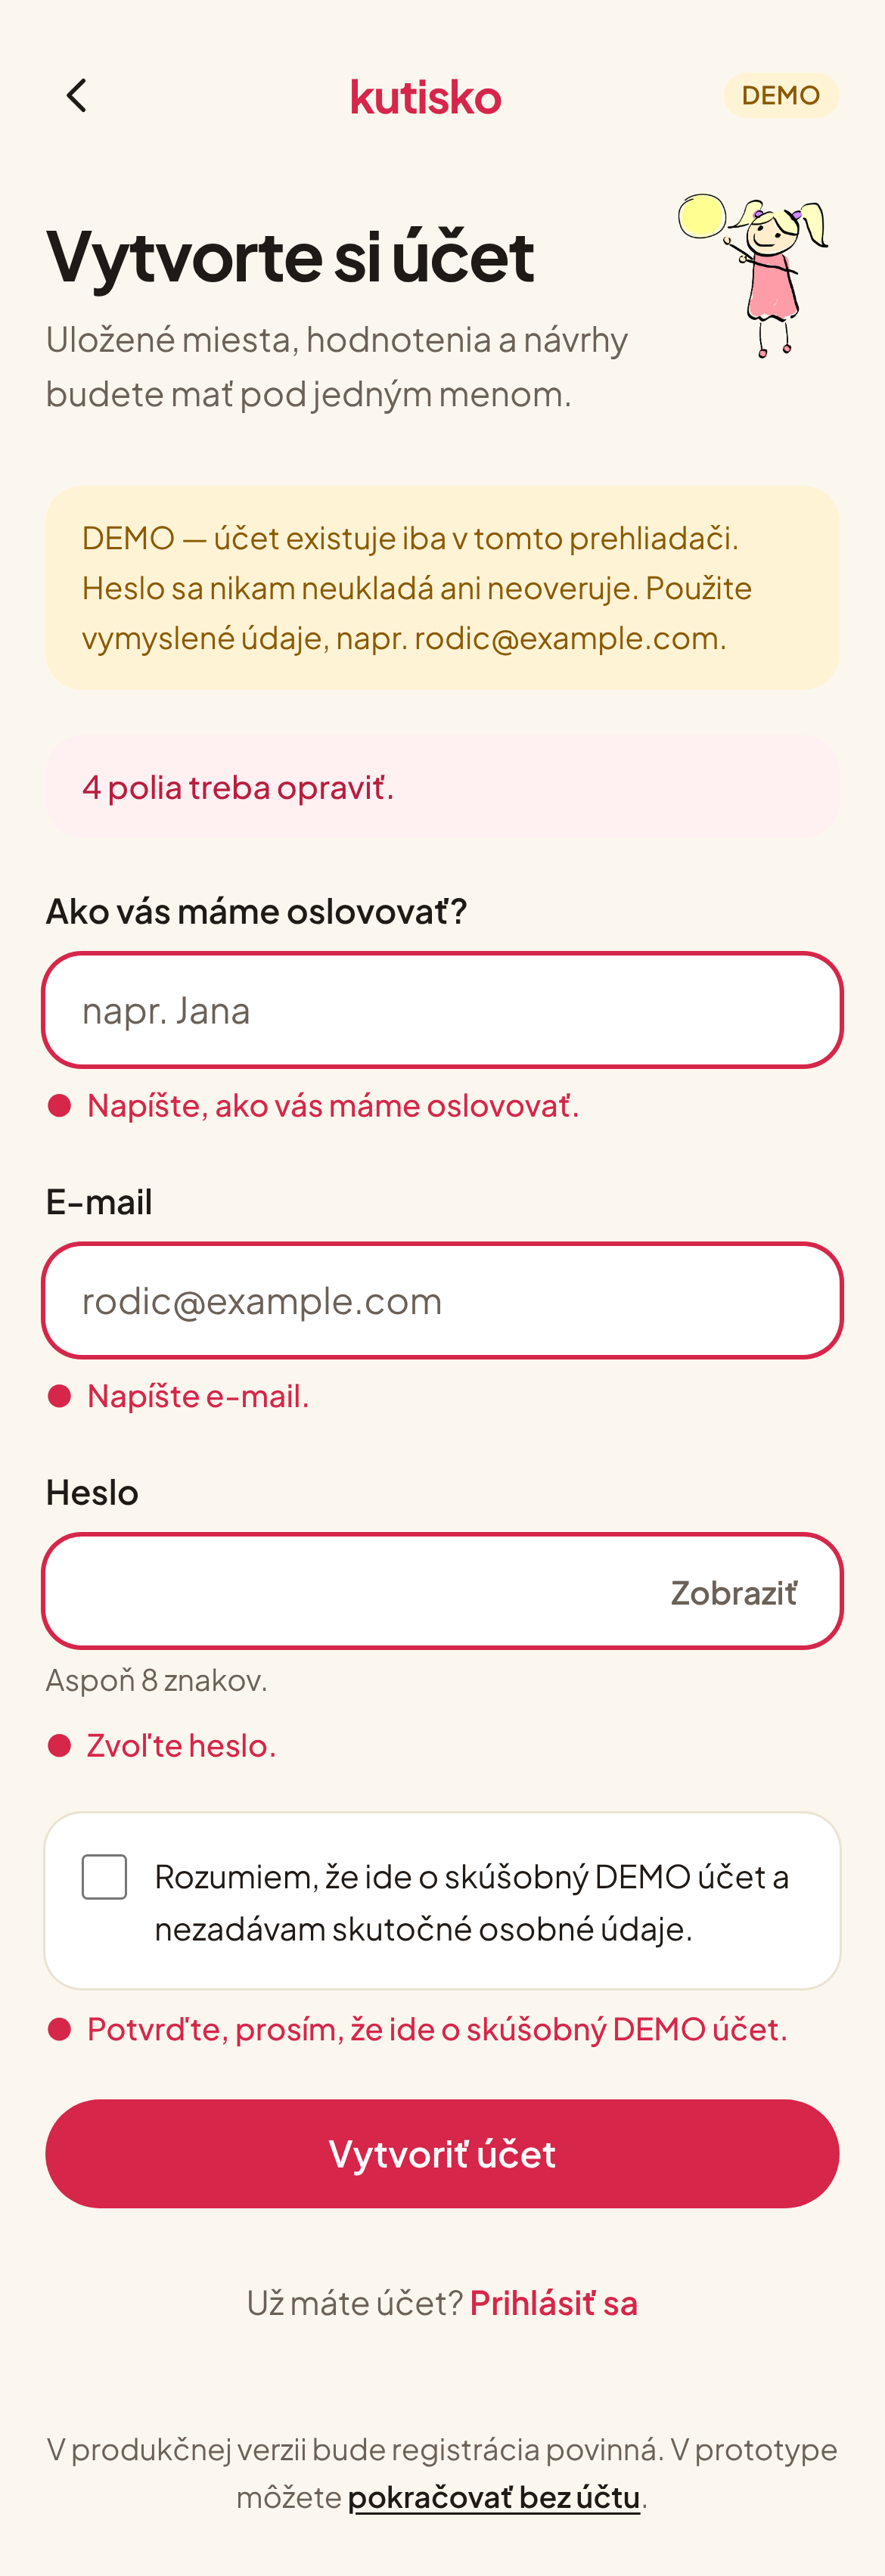 kutisko
DEMO
Vytvorte si účet
Uložené miesta, hodnotenia a návrhy
budete mať pod jedným menom.
DEMO — účet existuje iba v tomto prehliadači.
Heslo sa nikam neukladá ani neoveruje. Použite
vymyslené údaje, napr. rodic@example.com.
4 polia treba opraviť.
Ako vás máme oslovovať?
napr. Jana
Napíšte, ako vás máme oslovovať.
E-mail
rodic@example.com
Napíšte e-mail.
Heslo
Zobraziť
Aspoň 8 znakov.
Zvoľte heslo.
Rozumiem, že ide o skúšobný DEMO účet a
nezadávam skutočné osobné údaje.
Potvrďte, prosím, že ide o skúšobný DEMO účet.
Vytvoriť účet
Už máte účet? Prihlásiť sa
V produkčnej verzii bude registrácia povinná. V prototype
môžete pokračovať bez účtu.